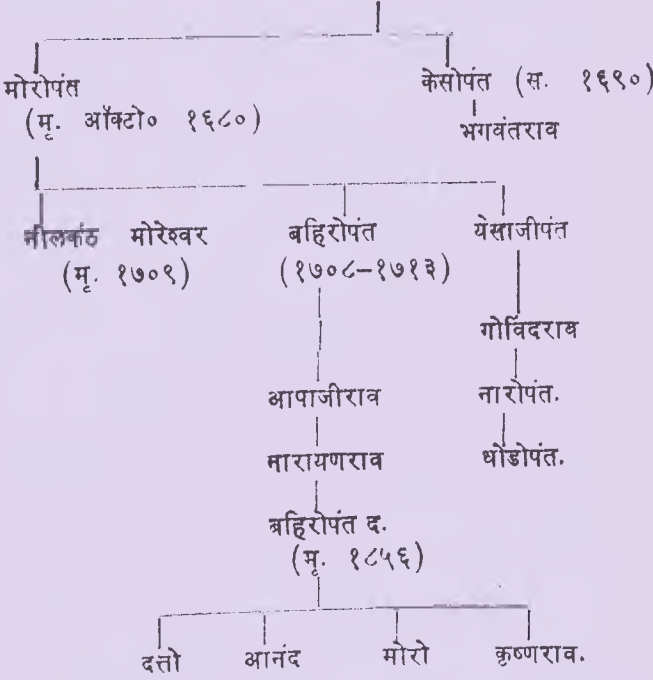 मोरोपंत केसोपंत (स. १६९०)
(मृ. ऑक्टो० १६८०) भगवंतराव
नीलकंठ मोरेश्वर बहिरोपंत येसाजीपंत
(मृ. १७०९) (१७०८–१७१३)
गोविंदराव
आपाजीराव नारोपंत.
नारायणराव धोंडोपंत.
बहिरोपंत द.
(मृ. १८५६)
दत्तो आनंद मोरो कृष्णराव.